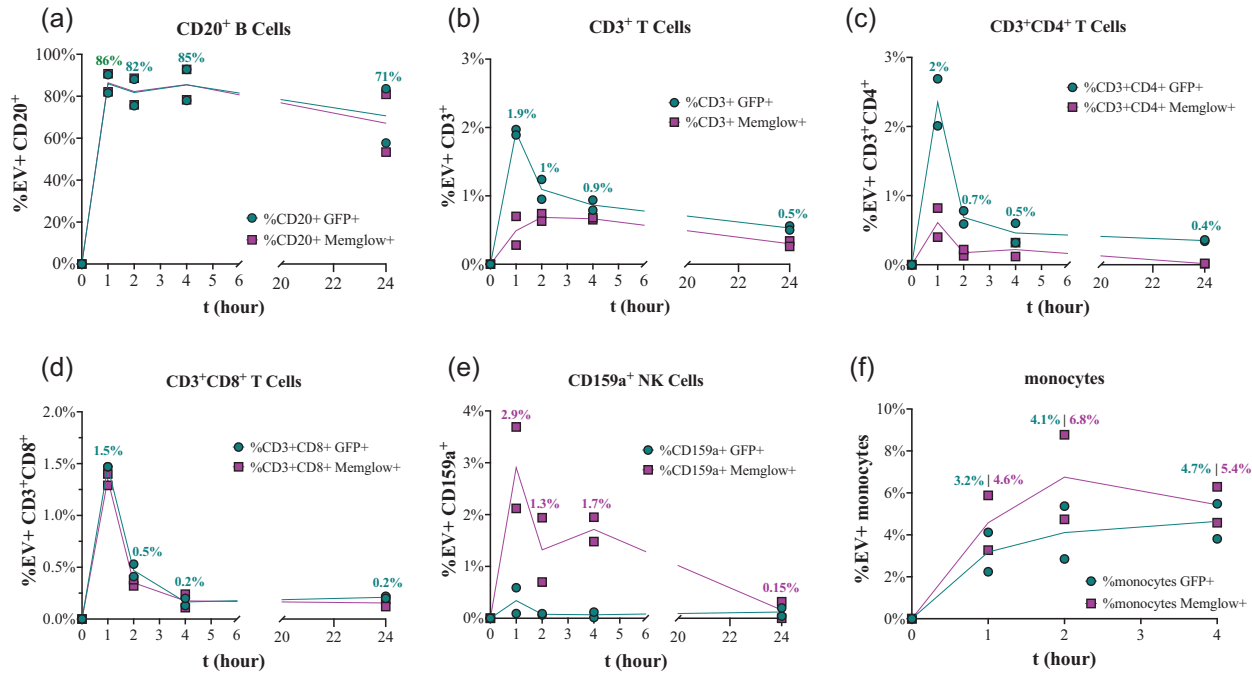 (a)
CD20⁺ B Cells
%EV+ CD20⁺
100%
80%
60%
40%
20%
0%
86%
82%
85%
71%
%CD20+ GFP+
%CD20+ Memglow+
0 1 2 3 4 5 6 20 22 24
t (hour)
(b)
CD3⁺ T Cells
%EV+ CD3⁺
3%
2%
1%
0%
1.9%
1%
0.9%
0.5%
%CD3+ GFP+
%CD3+ Memglow+
0 1 2 3 4 5 6 20 22 24
t (hour)
(c)
CD3⁺CD4⁺ T Cells
%EV+ CD3⁺CD4⁺
3%
2%
1%
0%
2%
0.7%
0.5%
0.4%
%CD3+CD4+ GFP+
%CD3+CD4+ Memglow+
0 1 2 3 4 5 6 20 22 24
t (hour)
(d)
CD3⁺CD8⁺ T Cells
%EV+ CD3⁺CD8⁺
2.0%
1.5%
1.0%
0.5%
0.0%
1.5%
0.5%
0.2%
0.2%
%CD3+CD8+ GFP+
%CD3+CD8+ Memglow+
0 1 2 3 4 5 6 20 22 24
t (hour)
(e)
CD159a⁺ NK Cells
%EV+ CD159a⁺
4%
3%
2%
1%
0%
2.9%
1.3%
1.7%
0.15%
%CD159a+ GFP+
%CD159a+ Memglow+
0 1 2 3 4 5 6 20 22 24
t (hour)
(f)
monocytes
%EV+ monocytes
10%
8%
6%
4%
2%
0%
3.2% | 4.6%
4.1% | 6.8%
4.7% | 5.4%
%monocytes GFP+
%monocytes Memglow+
0 1 2 3 4
t (hour)